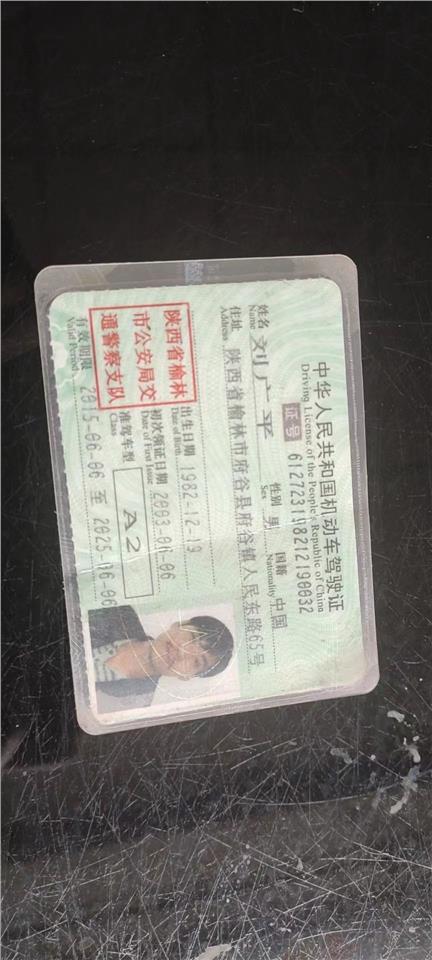 中华人民共和国机动车驾驶证
Driving License of the People's Republic of China
证号 612723198212190032
姓名 刘广平 性别 男 国籍 中国
Name Sex Nationality
住址 陕西省榆林市府谷县府谷镇人民东路65号
Address
陕西省榆林
市公安局交
通警察支队
出生日期 1982-12-19
Date of Birth
初次领证日期 2003-06-06
Date of First Issue
准驾车型 A2
Class
有效期限 2015-06-06 至 2025-06-06
Valid Period